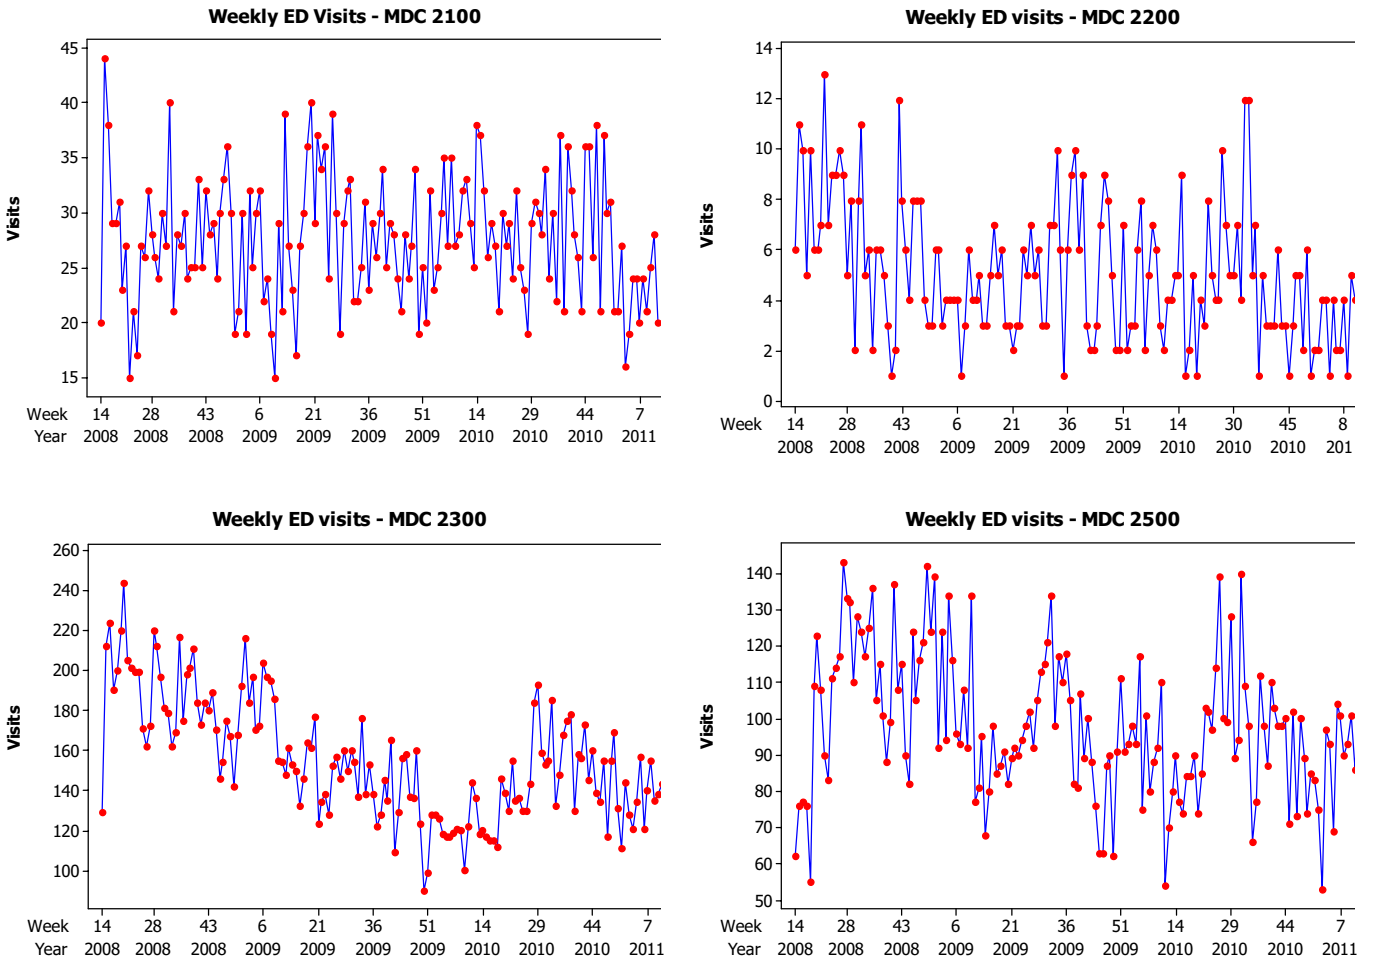 Weekly ED Visits - MDC 2100
45
40
35
30
25
20
15
Visits
Week 14 28 43 6 21 36 51 14 29 44 7
Year 2008 2008 2008 2009 2009 2009 2009 2010 2010 2010 2011
Weekly ED visits - MDC 2200
14
12
10
8
6
4
2
0
Visits
Week 14 28 43 6 21 36 51 14 30 45 8
2008 2008 2008 2009 2009 2009 2009 2010 2010 2010 201
Weekly ED visits - MDC 2300
260
240
220
200
180
160
140
120
100
Visits
Week 14 28 43 6 21 36 51 14 29 44 7
Year 2008 2008 2008 2009 2009 2009 2009 2010 2010 2010 2011
Weekly ED visits - MDC 2500
140
130
120
110
100
90
80
70
60
50
Visits
Week 14 28 43 6 21 36 51 14 29 44 7
Year 2008 2008 2008 2009 2009 2009 2009 2010 2010 2010 2011